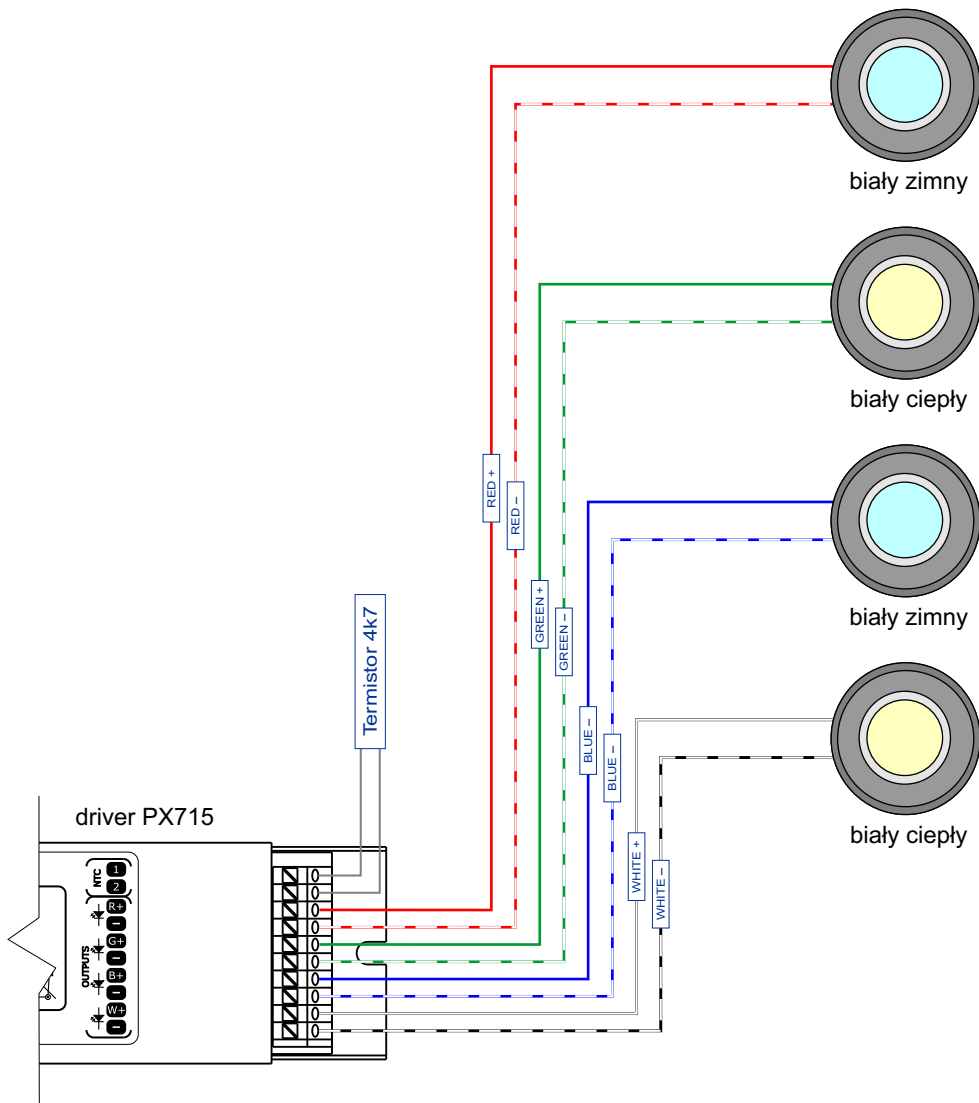 biały zimny
biały ciepły
RED +
RED –
biały zimny
GREEN +
GREEN –
Termistor 4k7
BLUE –
BLUE –
driver PX715
biały ciepły
WHITE +
WHITE –
NTC
1
2
OUTPUTS
R+
–
G+
–
B+
–
W+
–